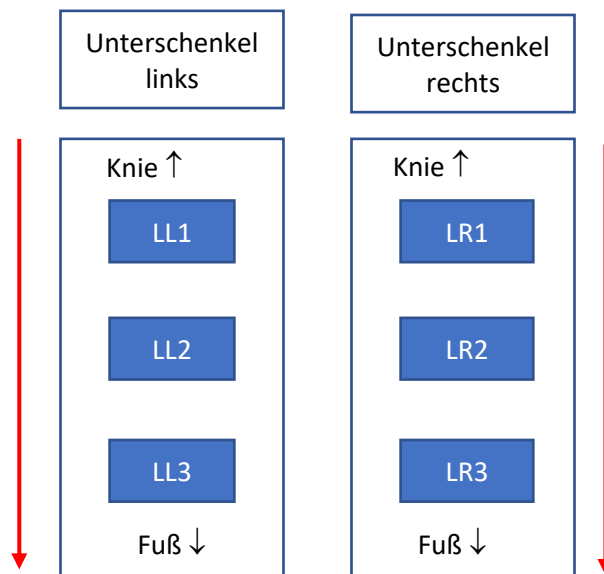 Unterschenkel
links
Knie ↑
LL1
LL2
LL3
Fuß ↓
Unterschenkel
rechts
Knie ↑
LR1
LR2
LR3
Fuß ↓